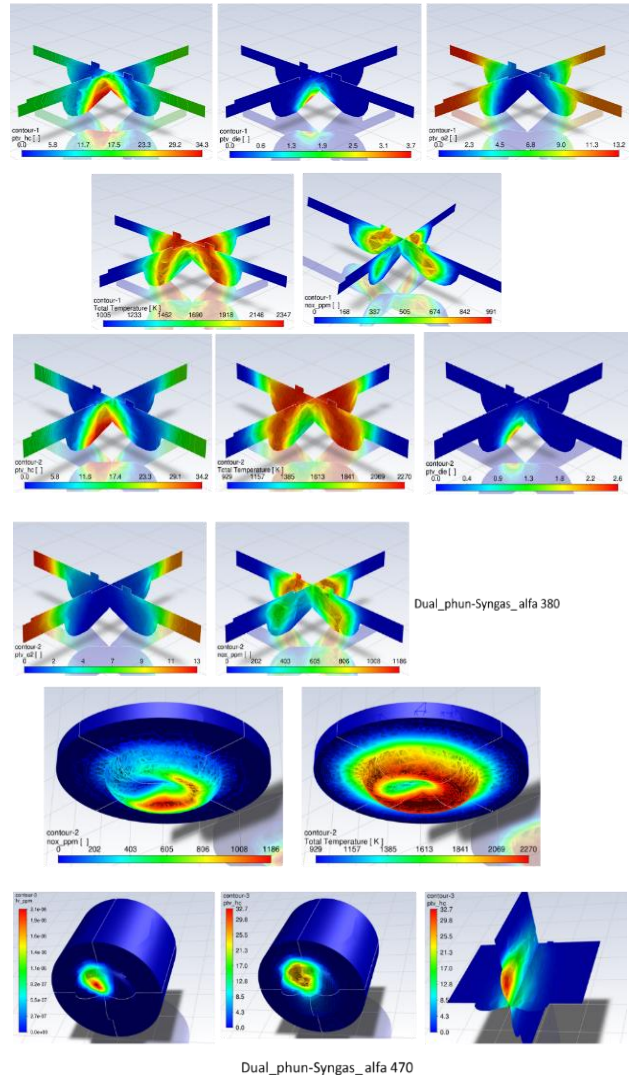 contour-1
ptv_hc [ ]
0.0 5.8 11.7 17.5 23.3 29.2 34.3
contour-1
ptv_die [ ]
0.0 0.6 1.3 1.9 2.5 3.1 3.7
contour-1
ptv_o2 [ ]
0.0 2.3 4.5 6.8 9.0 11.3 13.2
contour-1
Total Temperature [ K ]
1005 1233 1462 1690 1918 2146 2347
contour-1
nox_ppm [ ]
0 168 337 505 674 842 991
contour-2
ptv_hc [ ]
0.0 5.8 11.6 17.4 23.3 29.1 34.2
contour-2
Total Temperature [ K ]
929 1157 1385 1613 1841 2069 2270
contour-2
ptv_die [ ]
0.0 0.4 0.9 1.3 1.8 2.2 2.6
contour-2
ptv_o2 [ ]
0 2 4 7 9 11 13
contour-2
nox_ppm [ ]
0 202 403 605 806 1008 1186
Dual_phun-Syngas_alfa 380
contour-2
nox_ppm [ ]
0 202 403 605 806 1008 1186
contour-2
Total Temperature [ K ]
929 1157 1385 1613 1841 2069 2270
contour-3
ptv_hc
32.7
29.8
25.5
21.3
17.0
12.8
8.5
4.3
0.0
contour-3
ptv_hc
32.7
29.8
25.5
21.3
17.0
12.8
8.5
4.3
0.0
Dual_phun-Syngas_alfa 470